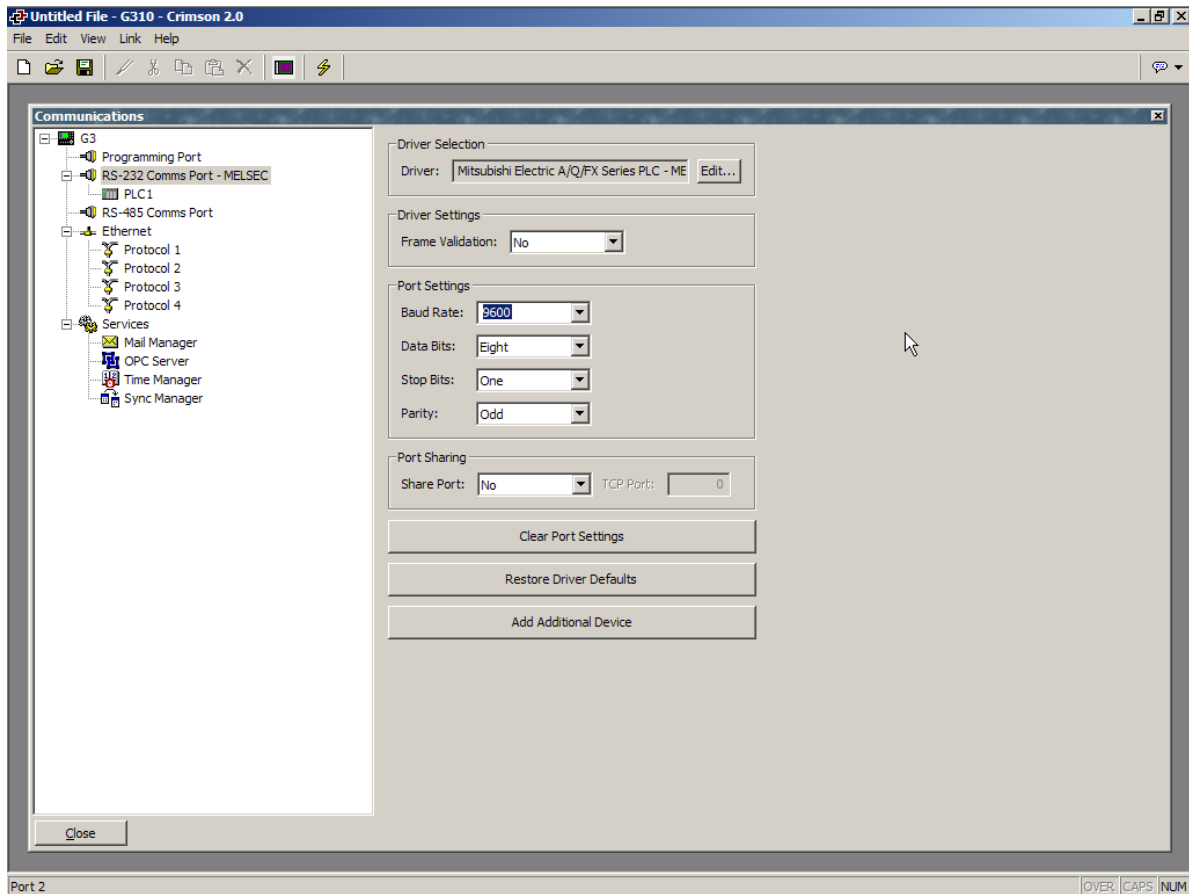 Untitled File - G310 - Crimson 2.0
File Edit View Link Help
Communications
G3
Programming Port
RS-232 Comms Port - MELSEC
PLC1
RS-485 Comms Port
Ethernet
Protocol 1
Protocol 2
Protocol 3
Protocol 4
Services
Mail Manager
OPC Server
Time Manager
Sync Manager
Driver Selection
Driver: Mitsubishi Electric A/Q/FX Series PLC - ME Edit...
Driver Settings
Frame Validation: No
Port Settings
Baud Rate: 9600
Data Bits: Eight
Stop Bits: One
Parity: Odd
Port Sharing
Share Port: No TCP Port: 0
Clear Port Settings
Restore Driver Defaults
Add Additional Device
Close
Port 2 OVER CAPS NUM